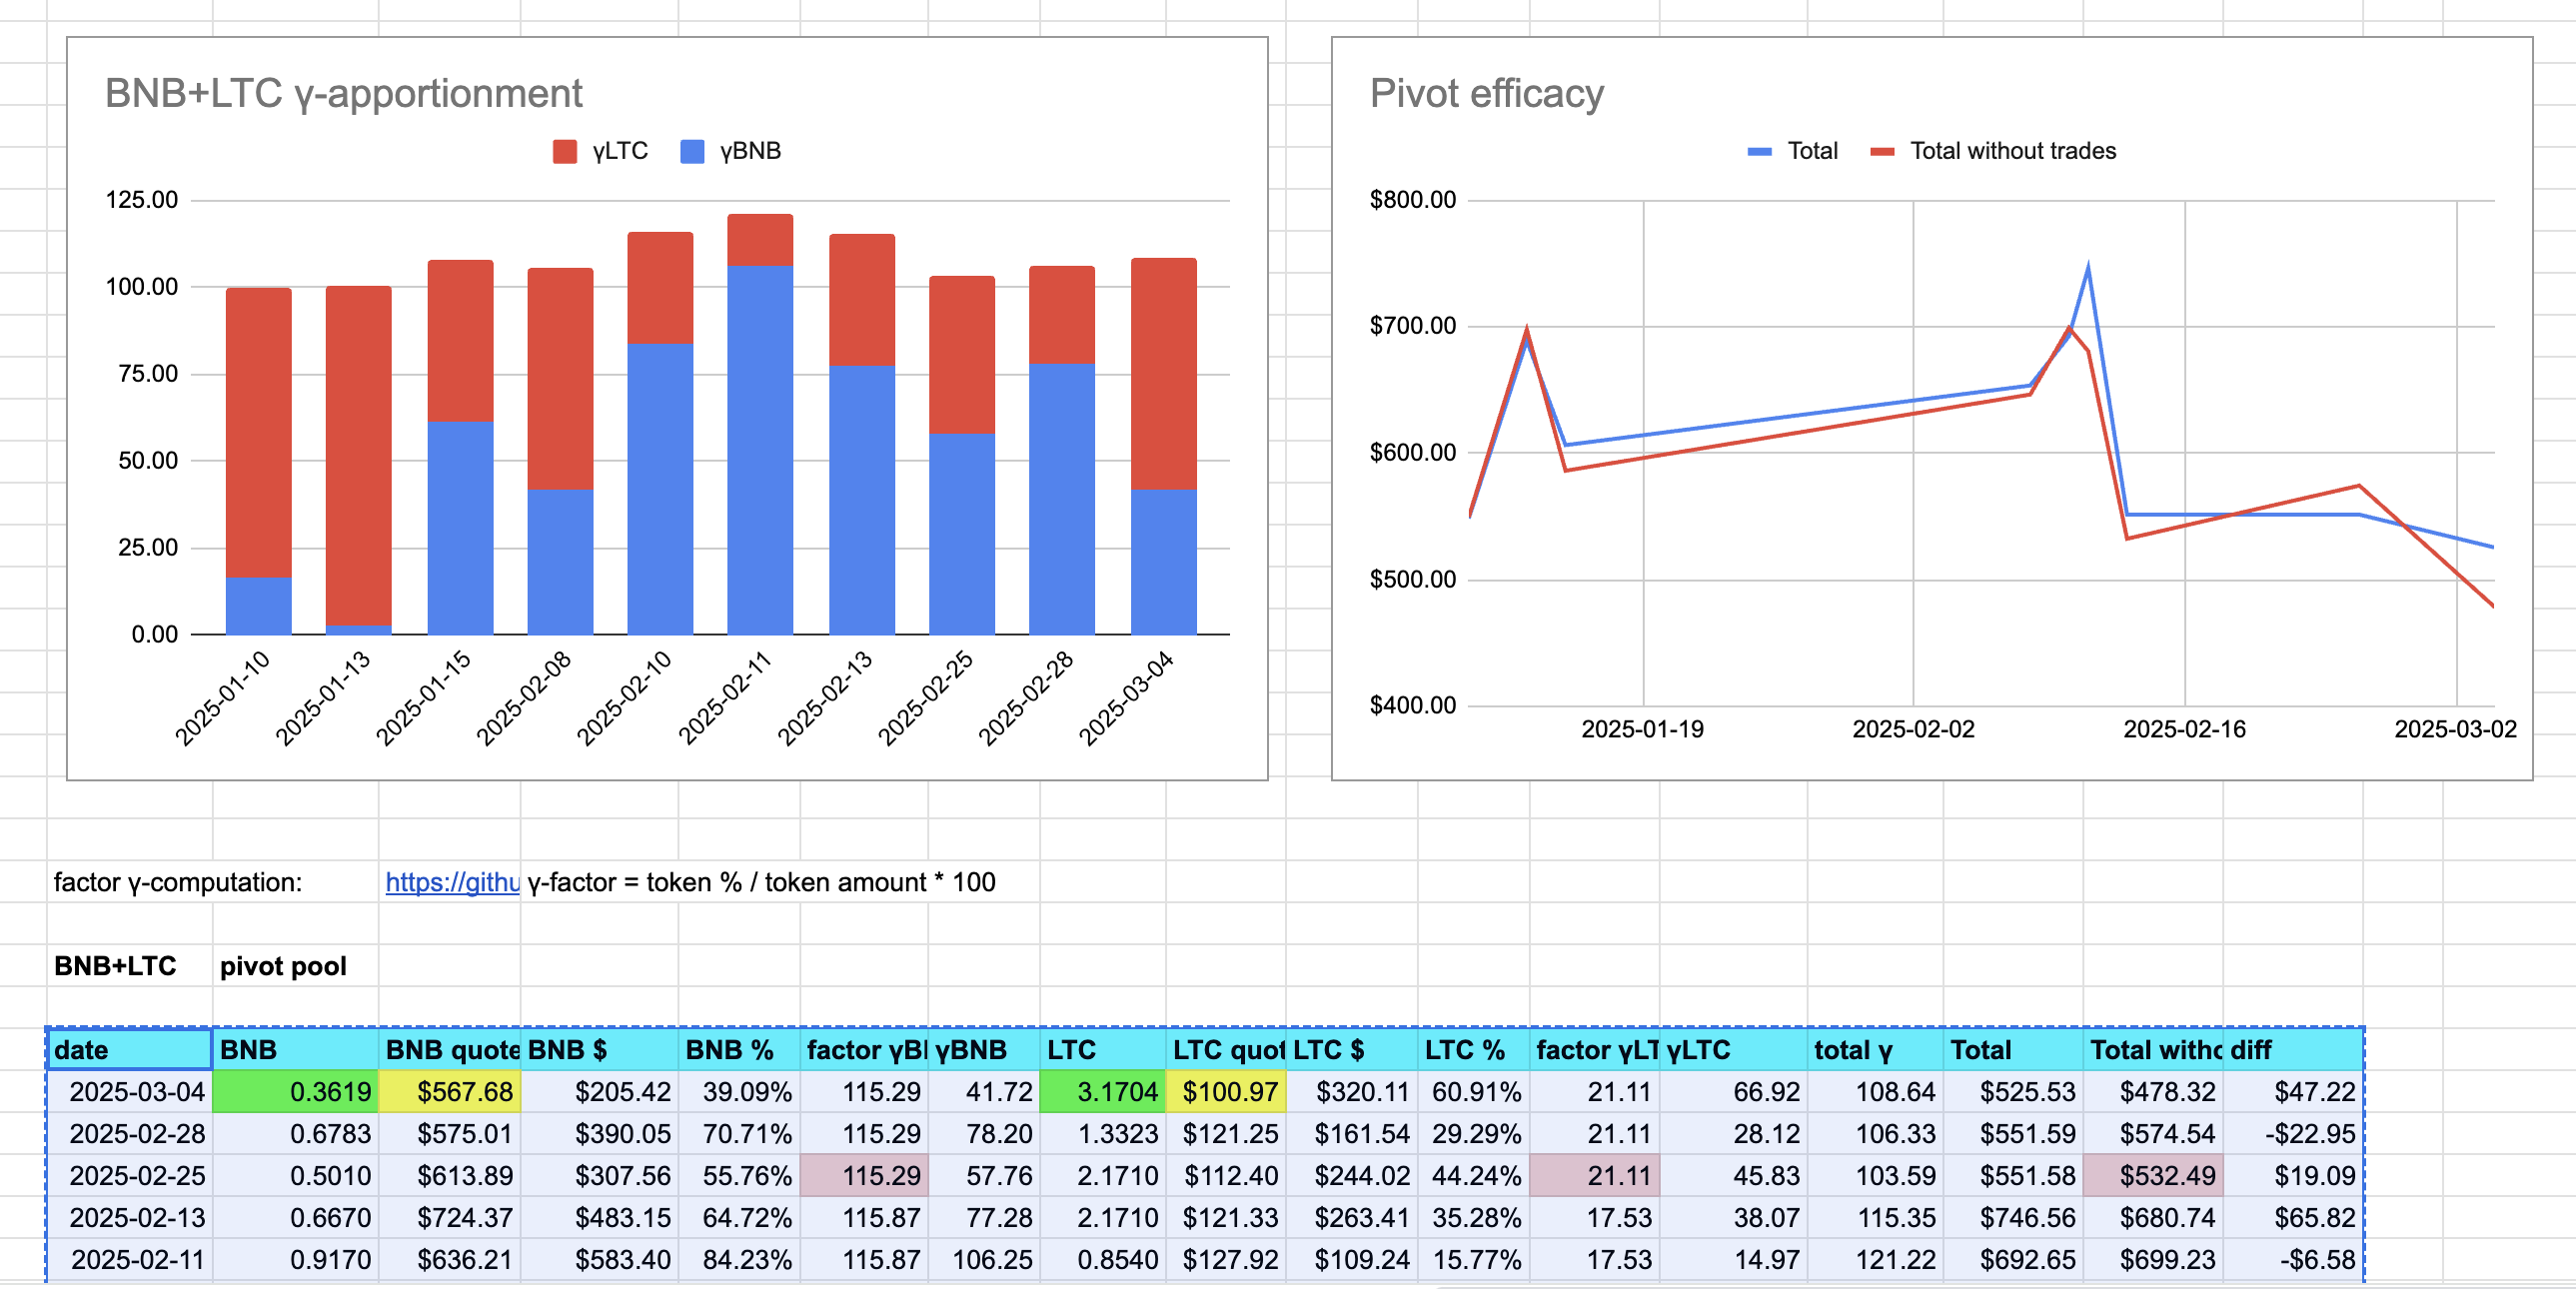 BNB+LTC γ-apportionment
γLTC γBNB
125.00
100.00
75.00
50.00
25.00
0.00
2025-01-10 2025-01-13 2025-01-15 2025-02-08 2025-02-10 2025-02-11 2025-02-13 2025-02-25 2025-02-28 2025-03-04
Pivot efficacy
Total Total without trades
$800.00
$700.00
$600.00
$500.00
$400.00
2025-01-19 2025-02-02 2025-02-16 2025-03-02
factor γ-computation: https://githu γ-factor = token % / token amount * 100
BNB+LTC pivot pool
date BNB BNB quote BNB $ BNB % factor γBI γBNB LTC LTC quot LTC $ LTC % factor γLT γLTC total γ Total Total withc diff
2025-03-04 0.3619 $567.68 $205.42 39.09% 115.29 41.72 3.1704 $100.97 $320.11 60.91% 21.11 66.92 108.64 $525.53 $478.32 $47.22
2025-02-28 0.6783 $575.01 $390.05 70.71% 115.29 78.20 1.3323 $121.25 $161.54 29.29% 21.11 28.12 106.33 $551.59 $574.54 -$22.95
2025-02-25 0.5010 $613.89 $307.56 55.76% 115.29 57.76 2.1710 $112.40 $244.02 44.24% 21.11 45.83 103.59 $551.58 $532.49 $19.09
2025-02-13 0.6670 $724.37 $483.15 64.72% 115.87 77.28 2.1710 $121.33 $263.41 35.28% 17.53 38.07 115.35 $746.56 $680.74 $65.82
2025-02-11 0.9170 $636.21 $583.40 84.23% 115.87 106.25 0.8540 $127.92 $109.24 15.77% 17.53 14.97 121.22 $692.65 $699.23 -$6.58